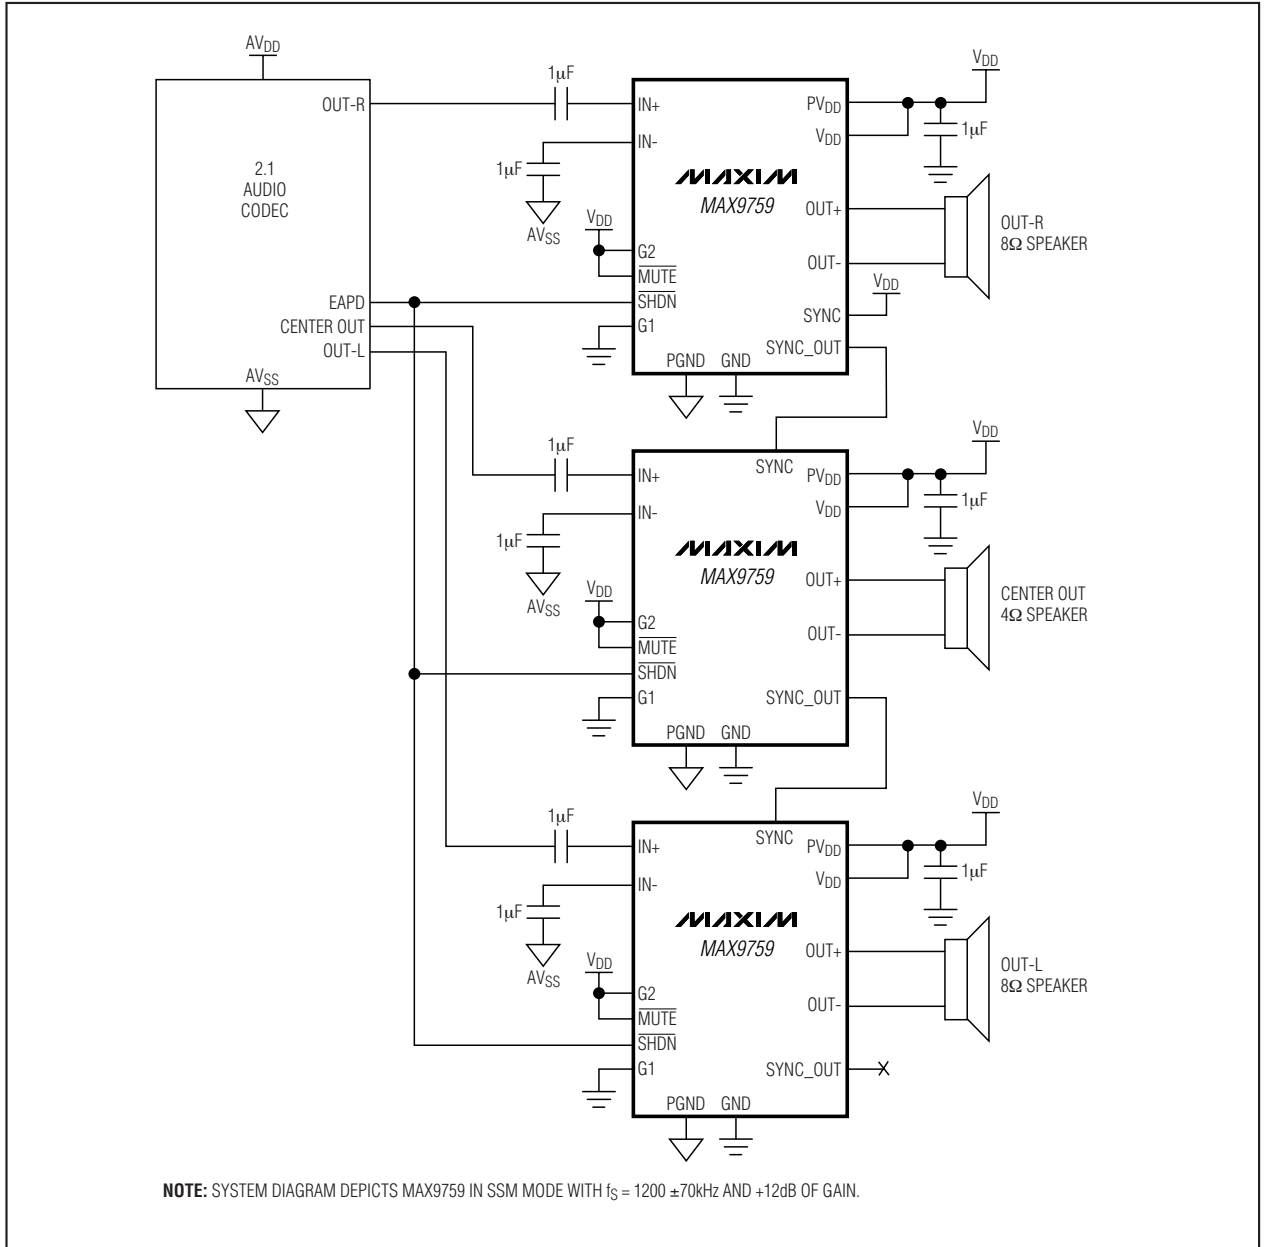 AVDD
OUT-R
2.1
AUDIO
CODEC
EAPD
CENTER OUT
OUT-L
AVSS
1µF
1µF
AVSS
VDD
IN+
IN-
G2
MUTE
SHDN
G1
PGND GND
MAXIM
MAX9759
PVDD
VDD
OUT+
OUT-
SYNC
SYNC_OUT
VDD
1µF
VDD
OUT-R
8Ω SPEAKER
1µF
1µF
AVSS
VDD
SYNC
IN+
IN-
G2
MUTE
SHDN
G1
PGND GND
MAXIM
MAX9759
PVDD
VDD
OUT+
OUT-
SYNC_OUT
VDD
1µF
CENTER OUT
4Ω SPEAKER
1µF
1µF
AVSS
VDD
SYNC
IN+
IN-
G2
MUTE
SHDN
G1
PGND GND
MAXIM
MAX9759
PVDD
VDD
OUT+
OUT-
SYNC_OUT
VDD
1µF
OUT-L
8Ω SPEAKER
NOTE: SYSTEM DIAGRAM DEPICTS MAX9759 IN SSM MODE WITH fS = 1200 ±70kHz AND +12dB OF GAIN.